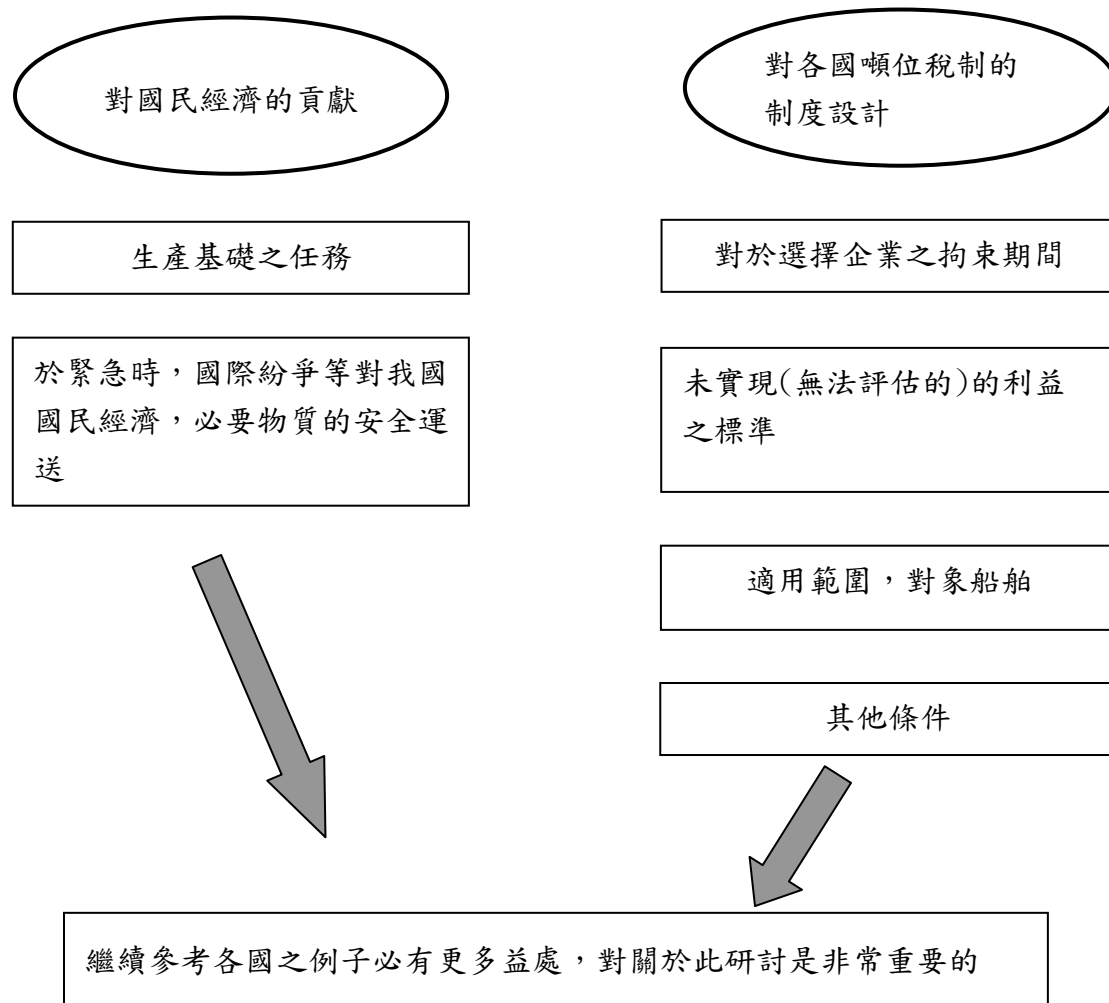 對國民經濟的貢獻
對各國噸位稅制的
制度設計
生產基礎之任務
對於選擇企業之拘束期間
於緊急時，國際紛爭等對我國
國民經濟，必要物質的安全運
送
未實現(無法評估的)的利益
之標準
適用範圍，對象船舶
其他條件
繼續參考各國之例子必有更多益處，對關於此研討是非常重要的